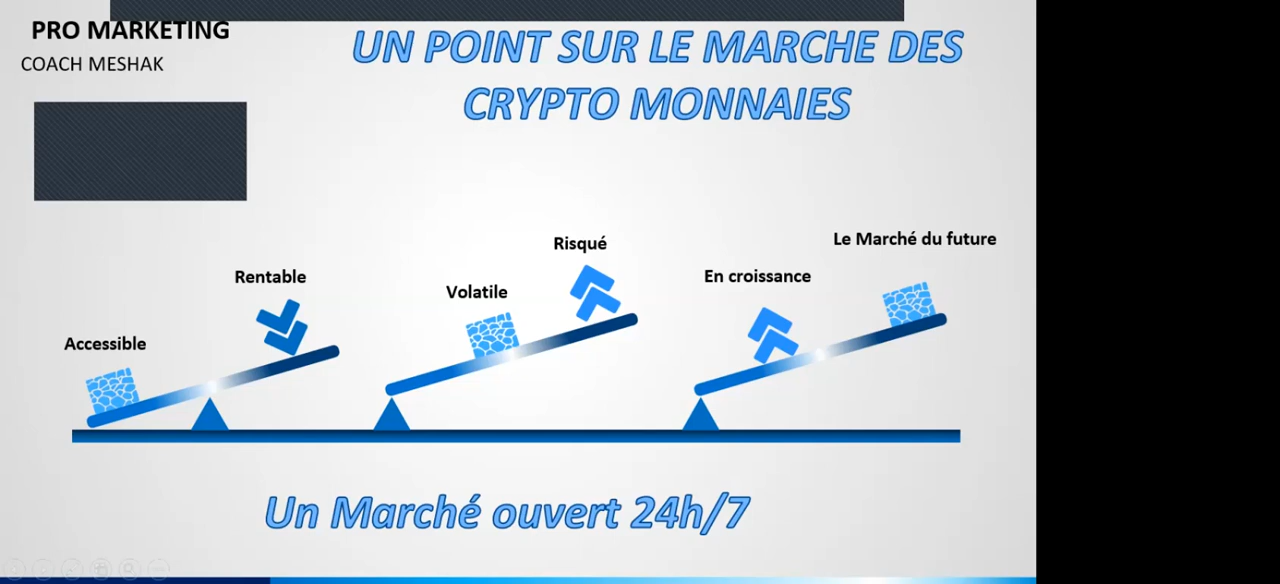 PRO MARKETING
COACH MESHAK
UN POINT SUR LE MARCHE DES
CRYPTO MONNAIES
Accessible
Rentable
Volatile
Risqué
En croissance
Le Marché du future
Un Marché ouvert 24h/7